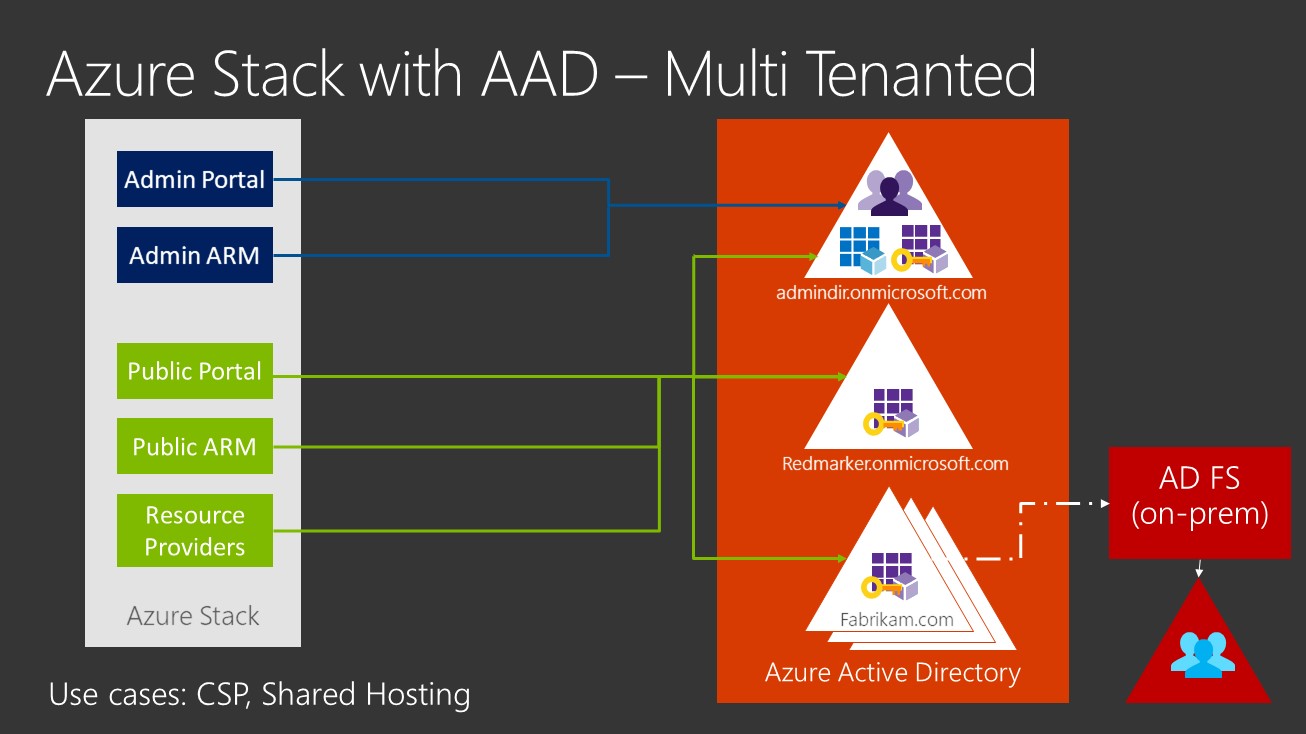 Azure Stack with AAD – Multi Tenanted
Admin Portal
Admin ARM
Public Portal
Public ARM
Resource
Providers
Azure Stack
admindir.onmicrosoft.com
Redmarker.onmicrosoft.com
Fabrikam.com
Azure Active Directory
AD FS
(on-prem)
Use cases: CSP, Shared Hosting